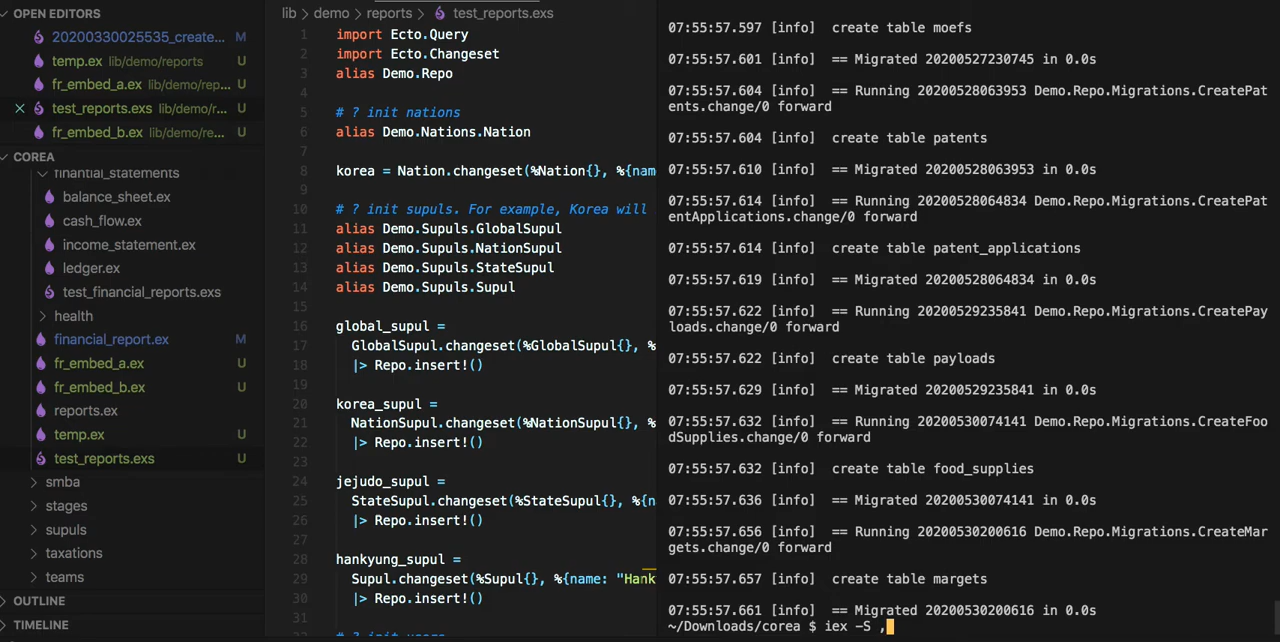 OPEN EDITORS
20200330025535_create... M
temp.ex lib/demo/reports U
fr_embed_a.ex lib/demo/rep... U
test_reports.exs lib/demo/r... U
fr_embed_b.ex lib/demo/re... U
COREA
finantial_statements
balance_sheet.ex
cash_flow.ex
income_statement.ex
ledger.ex
test_financial_reports.exs
health
financial_report.ex M
fr_embed_a.ex U
fr_embed_b.ex U
reports.ex
temp.ex U
test_reports.exs U
smba
stages
supuls
taxations
teams
OUTLINE
TIMELINE
lib > demo > reports > test_reports.exs
1 import Ecto.Query
2 import Ecto.Changeset
3 alias Demo.Repo
4
5 # ? init nations
6 alias Demo.Nations.Nation
7
8 korea = Nation.changeset(%Nation{}, %{nam
9
10 # ? init supuls. For example, Korea will
11 alias Demo.Supuls.GlobalSupul
12 alias Demo.Supuls.NationSupul
13 alias Demo.Supuls.StateSupul
14 alias Demo.Supuls.Supul
15
16 global_supul =
17 GlobalSupul.changeset(%GlobalSupul{}, %
18 |> Repo.insert!()
19
20 korea_supul =
21 NationSupul.changeset(%NationSupul{}, %
22 |> Repo.insert!()
23
24 jejudo_supul =
25 StateSupul.changeset(%StateSupul{}, %{n
26 |> Repo.insert!()
27
28 hankyung_supul =
29 Supul.changeset(%Supul{}, %{name: "Hank
30 |> Repo.insert!()
31
07:55:57.597 [info] create table moefs
07:55:57.601 [info] == Migrated 20200527230745 in 0.0s
07:55:57.604 [info] == Running 20200528063953 Demo.Repo.Migrations.CreatePat
ents.change/0 forward
07:55:57.604 [info] create table patents
07:55:57.610 [info] == Migrated 20200528063953 in 0.0s
07:55:57.614 [info] == Running 20200528064834 Demo.Repo.Migrations.CreatePat
entApplications.change/0 forward
07:55:57.614 [info] create table patent_applications
07:55:57.619 [info] == Migrated 20200528064834 in 0.0s
07:55:57.622 [info] == Running 20200529235841 Demo.Repo.Migrations.CreatePay
loads.change/0 forward
07:55:57.622 [info] create table payloads
07:55:57.629 [info] == Migrated 20200529235841 in 0.0s
07:55:57.632 [info] == Running 20200530074141 Demo.Repo.Migrations.CreateFoo
dSupplies.change/0 forward
07:55:57.632 [info] create table food_supplies
07:55:57.636 [info] == Migrated 20200530074141 in 0.0s
07:55:57.656 [info] == Running 20200530200616 Demo.Repo.Migrations.CreateMar
gets.change/0 forward
07:55:57.657 [info] create table margets
07:55:57.661 [info] == Migrated 20200530200616 in 0.0s
~/Downloads/corea $ iex -S ,